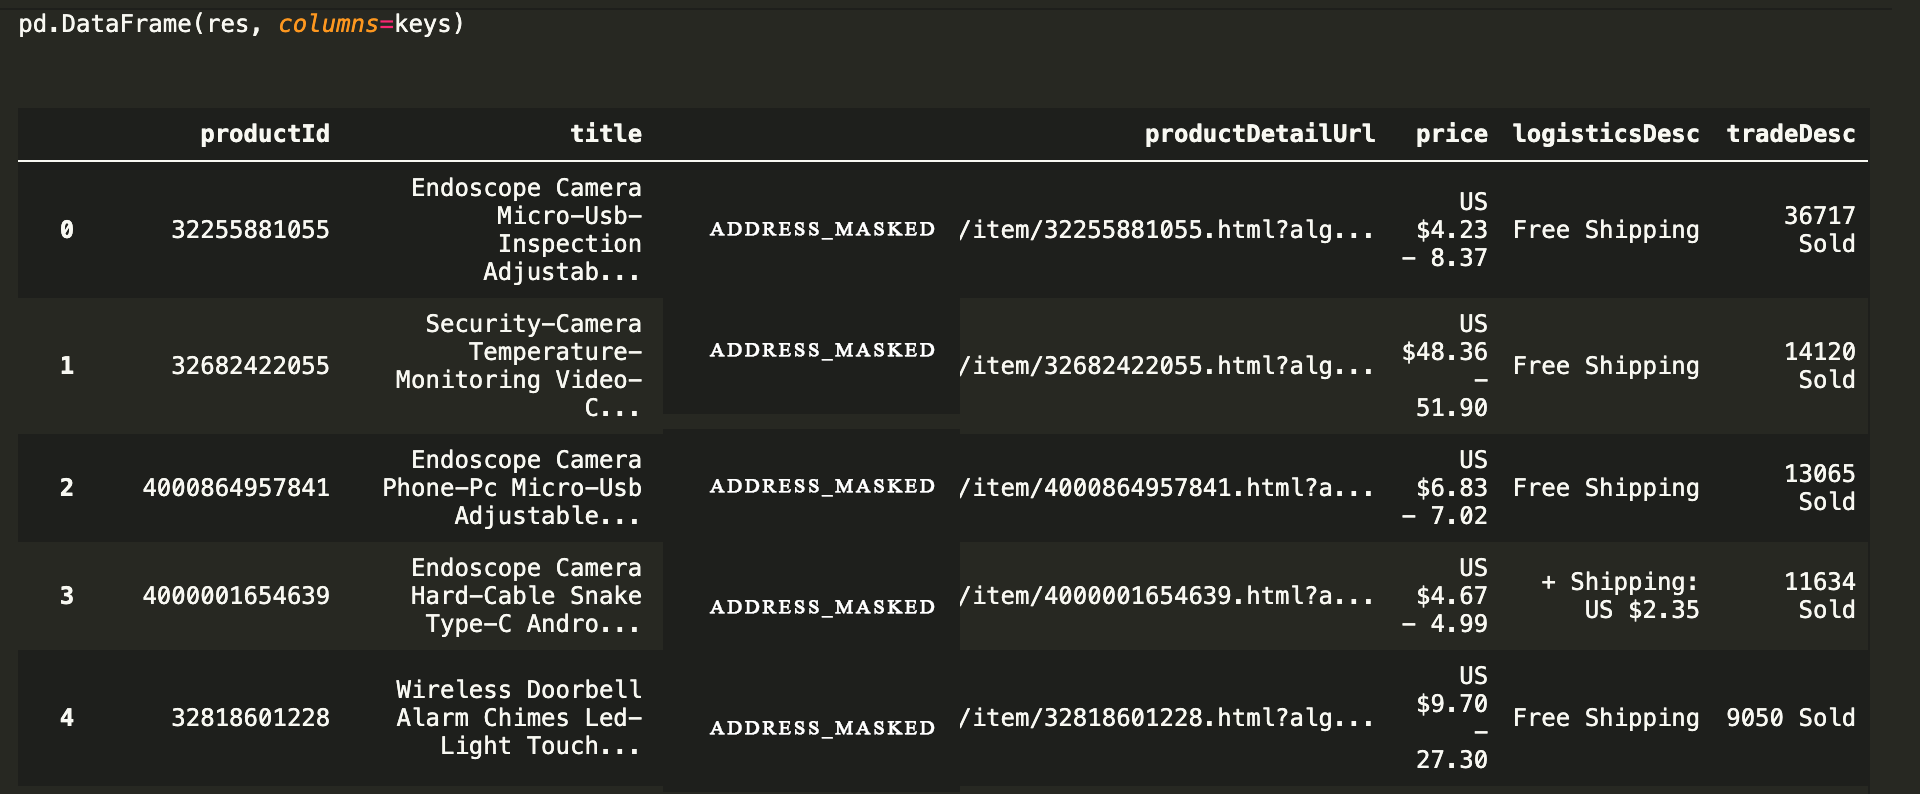 pd.DataFrame(res, columns=keys)
productId title productDetailUrl price logisticsDesc tradeDesc
0 32255881055 Endoscope Camera Micro-Usb-Inspection Adjustab... ADDRESS_MASKED /item/32255881055.html?alg... US $4.23 - 8.37 Free Shipping 36717 Sold
1 32682422055 Security-Camera Temperature-Monitoring Video-C... ADDRESS_MASKED /item/32682422055.html?alg... US $48.36 - 51.90 Free Shipping 14120 Sold
2 4000864957841 Endoscope Camera Phone-Pc Micro-Usb Adjustable... ADDRESS_MASKED /item/4000864957841.html?a... US $6.83 - 7.02 Free Shipping 13065 Sold
3 4000001654639 Endoscope Camera Hard-Cable Snake Type-C Andro... ADDRESS_MASKED /item/4000001654639.html?a... US $4.67 - 4.99 + Shipping: US $2.35 11634 Sold
4 32818601228 Wireless Doorbell Alarm Chimes Led-Light Touch... ADDRESS_MASKED /item/32818601228.html?alg... US $9.70 - 27.30 Free Shipping 9050 Sold